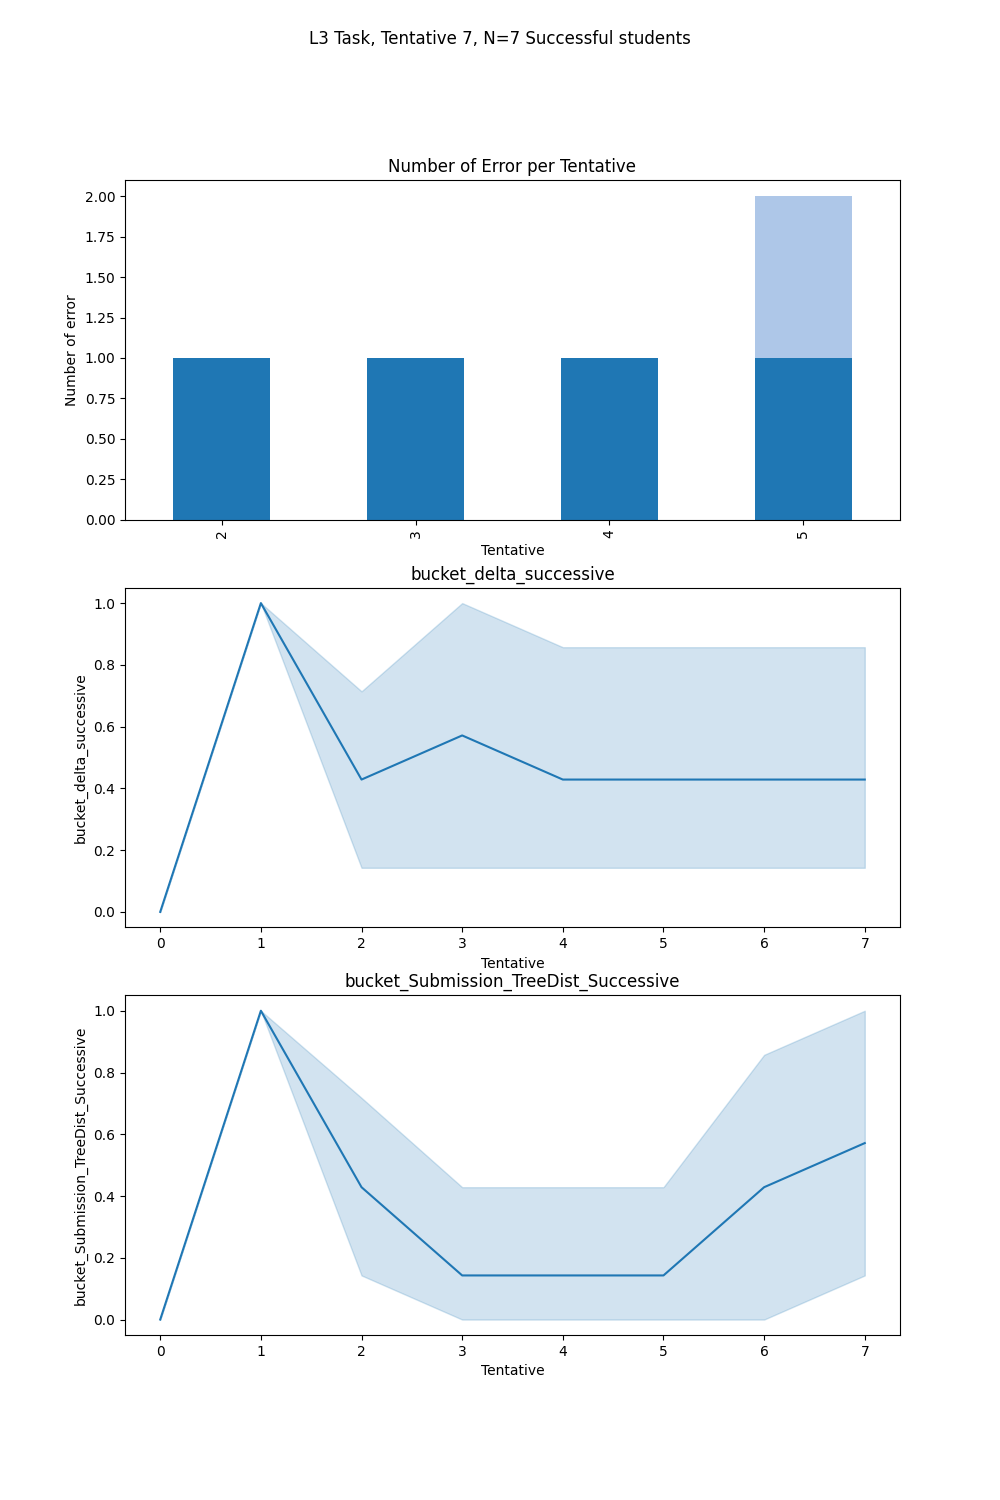 L3 Task, Tentative 7, N=7 Successful students
Number of Error per Tentative
2.00
1.75
1.50
1.25
1.00
0.75
0.50
0.25
0.00
Number of error
2 3 4 5
Tentative
bucket_delta_successive
1.0
0.8
0.6
0.4
0.2
0.0
bucket_delta_successive
0 1 2 3 4 5 6 7
Tentative
bucket_Submission_TreeDist_Successive
1.0
0.8
0.6
0.4
0.2
0.0
bucket_Submission_TreeDist_Successive
0 1 2 3 4 5 6 7
Tentative